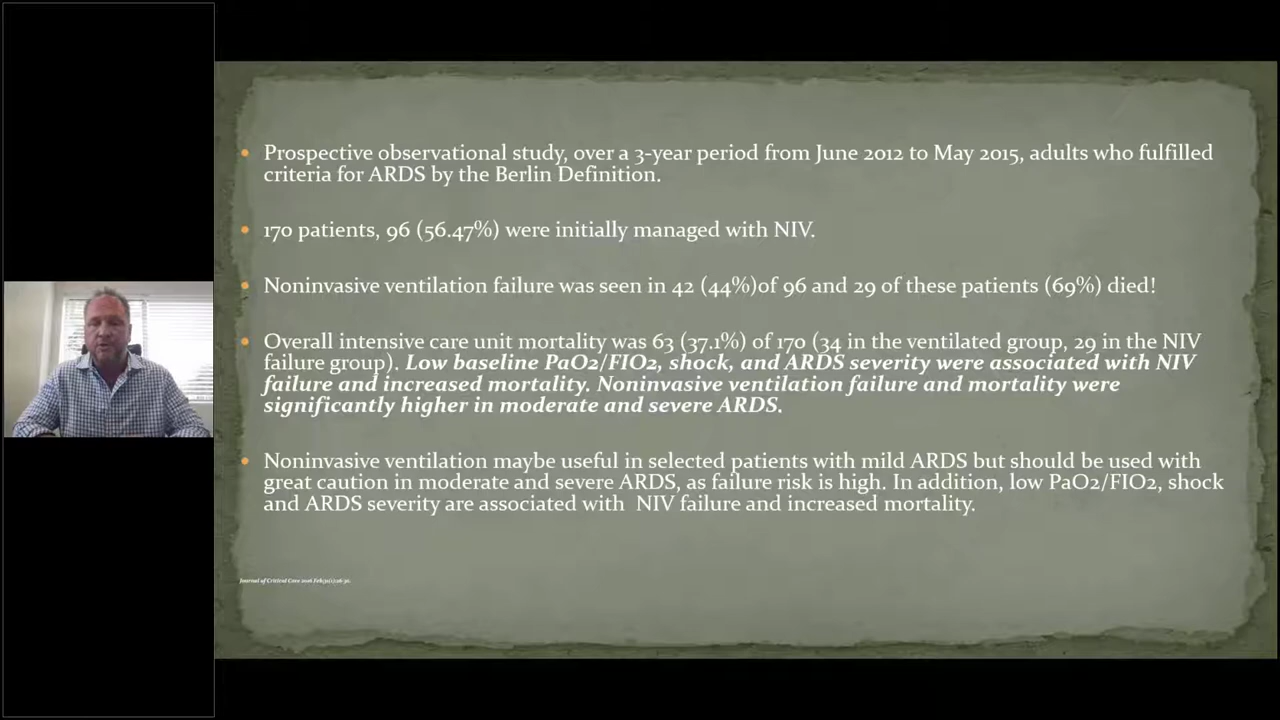 Prospective observational study, over a 3-year period from June 2012 to May 2015, adults who fulfilled
criteria for ARDS by the Berlin Definition.
170 patients, 96 (56.47%) were initially managed with NIV.
Noninvasive ventilation failure was seen in 42 (44%)of 96 and 29 of these patients (69%) died!
Overall intensive care unit mortality was 63 (37.1%) of 170 (34 in the ventilated group, 29 in the NIV
failure group). Low baseline PaO2/FIO2, shock, and ARDS severity were associated with NIV
failure and increased mortality. Noninvasive ventilation failure and mortality were
significantly higher in moderate and severe ARDS.
Noninvasive ventilation maybe useful in selected patients with mild ARDS but should be used with
great caution in moderate and severe ARDS, as failure risk is high. In addition, low PaO2/FIO2, shock
and ARDS severity are associated with NIV failure and increased mortality.
Journal of Critical Care